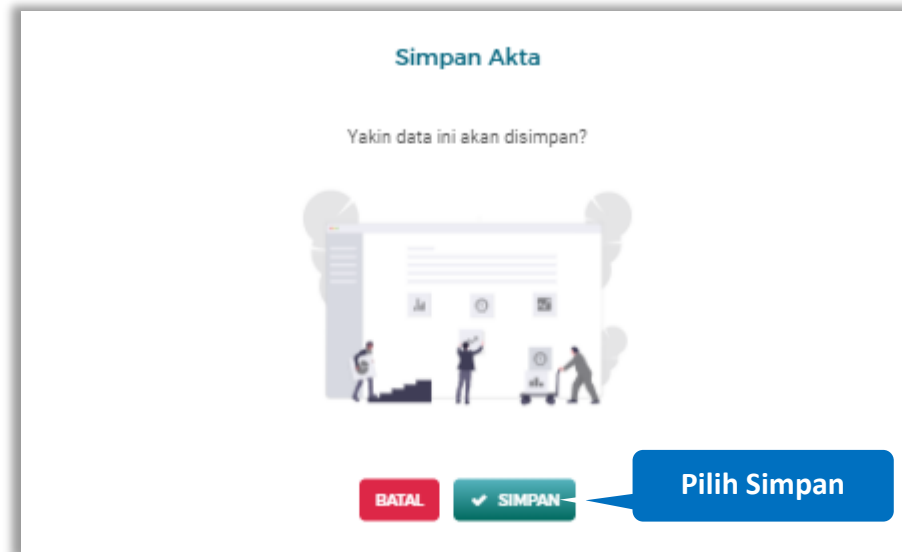 Simpan Akta
Yakin data ini akan disimpan?
BATAL
SIMPAN
Pilih Simpan